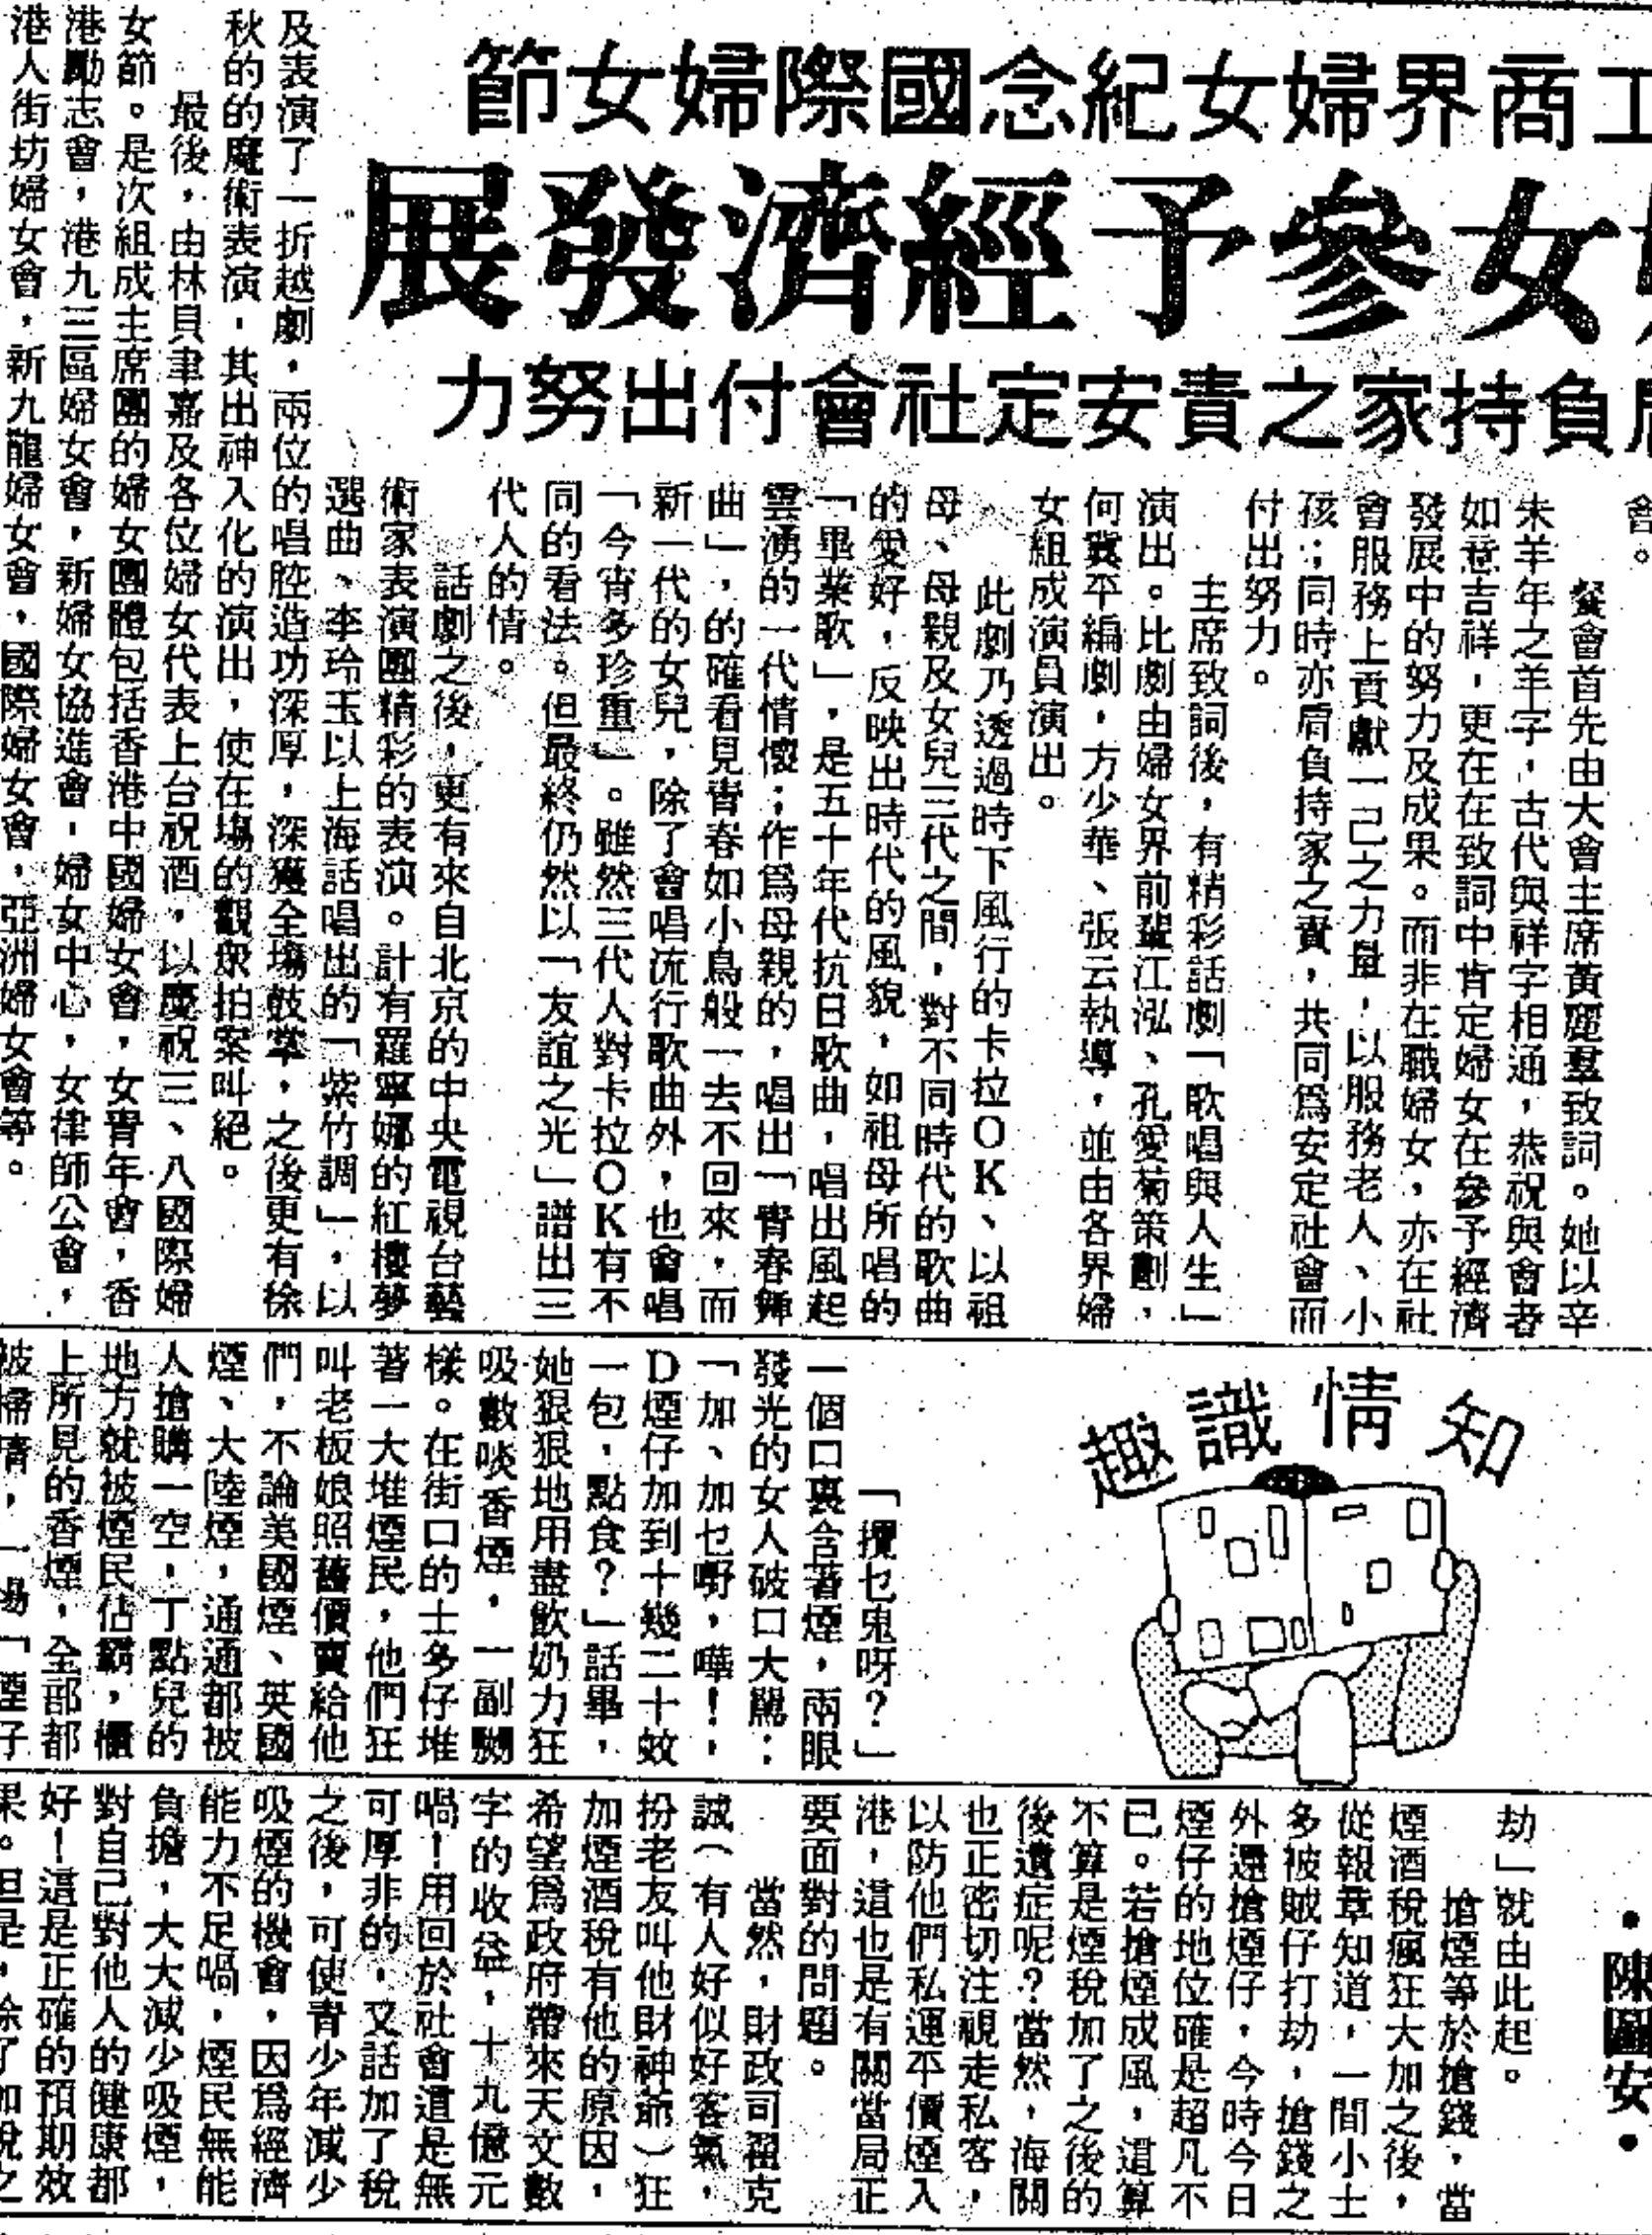 工商界婦女紀念國際婦女節
女參予經濟發展
負持家之責安定社會付出努力
會。
餐會首先由大會主席黃麗羣致詞。她以辛
朱羊年之羊字，古代與祥字相通，恭祝與會者
如意吉祥，更在在致詞中肯定婦女在參予經濟
發展中的努力及成果。而非在職婦女，亦在社
會服務上貢獻一己之力量，以服務老人、小
孩；同時亦肩負持家之責，共同爲安定社會而
付出努力。
主席致詞後，有精彩話劇「歌唱與人生」
演出。比劇由婦女界前輩江泓、孔愛菊策劃，
何冀平編劇，方少華、張云執導，並由各界婦
女組成演員演出。
此劇乃透過時下風行的卡拉OK、以祖
母、母親及女兒三代之間，對不同時代的歌曲
的愛好，反映出時代的風貌，如祖母所唱的
「畢業歌」，是五十年代抗日歌曲，唱出風起
雲湧的一代情懷；作爲母親的，唱出「青春舞
曲」，的確看見青春如小鳥般一去不回來，而
新一代的女兒，除了會唱流行歌曲外，也會唱
「今宵多珍重」。雖然三代人對卡拉OK有不
同的看法。但最終仍然以「友誼之光」譜出三
代人的情。
話劇之後，更有來自北京的中央電視台藝
術家表演團精彩的表演。計有羅寧娜的紅樓夢
選曲、李玲玉以上海話唱出的「紫竹調」，以
及表演了一折越劇，兩位的唱腔造功深厚，深獲全場鼓掌，之後更有徐
秋的的魔術表演，其出神入化的演出，使在場的觀衆拍案叫絕。
最後，由林貝聿嘉及各位婦女代表上台祝酒，以慶祝三、八國際婦
女節。是次組成主席團的婦女團體包括香港中國婦女會，女青年會，香
港勵志會，港九三區婦女會，新婦女協進會，婦女中心，女律師公會，
港人街坊婦女會，新九龍婦女會，國際婦女會，亞洲婦女會等。
知情識趣
「攪乜鬼呀？」
一個口裏含著煙，兩眼
發光的女人破口大駡：
「加、加乜嘢，嘩！，
D煙仔加到十幾二十蚊
一包，點食？」話畢，
她狠狠地用盡飲奶力狂
吸數啖香煙，一副嬲
樣。在街口的士多仔堆
著一大堆煙民，他們狂
叫老板娘照舊價賣給他
們，不論美國煙、英國
煙、大陸煙，通通都被
人搶購一空，丁點兒的
地方就被煙民佔霸，櫃
上所見的香煙，全部都
被掃清，一場「煙子
劫」就由此起。
·陳圖安·
搶煙等於搶錢，當
煙酒稅瘋狂大加之後，
從報章知道，一間小士
多被賊仔打劫，搶錢之
外還搶煙仔，今時今日
煙仔的地位確是超凡不
已。若搶煙成風，這算
不算是煙稅加了之後的
後遺症呢？當然，海關
也正密切注視走私客，
以防他們私運平價煙入
港，這也是有關當局正
要面對的問題。
當然，財政司翟克
誠（有人好似好客氣，
扮老友叫他財神爺）狂
加煙酒稅有他的原因，
希望爲政府帶來天文數
字的收益，十九億元
喎！用回於社會這是無
可厚非的，又話加了稅
之後，可使青少年減少
吸煙的機會，因爲經濟
能力不足喎，煙民無能
負擔，大大減少吸煙，
對自己對他人的健康都
好！這是正確的預期效
果。但是，除了加稅之